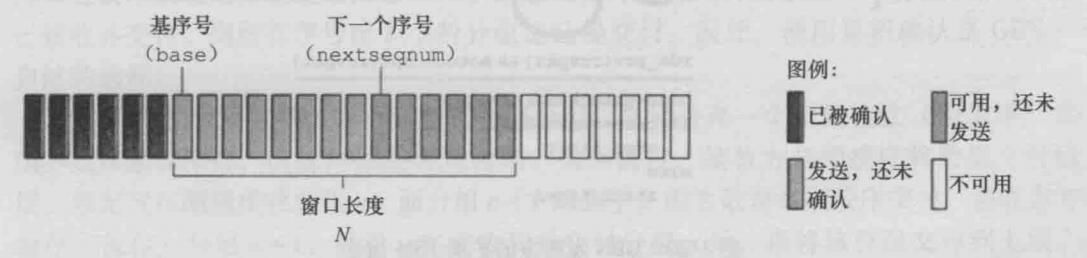 基序号
(base)
下一个序号
(nextseqnum)
窗口长度
N
图例:
已被确认
可用，还未
发送
发送，还未
确认
不可用